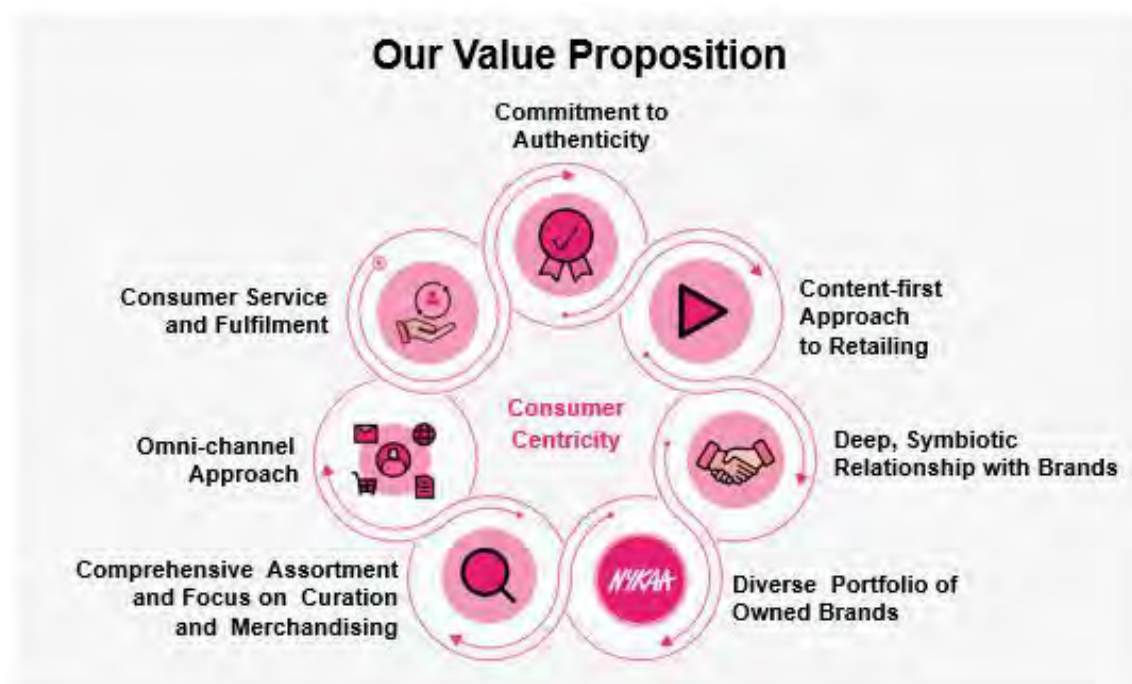 Our Value Proposition
Commitment to
Authenticity
Content-first
Approach
to Retailing
Deep, Symbiotic
Relationship with Brands
Diverse Portfolio of
Owned Brands
NYKAA
Comprehensive Assortment
and Focus on Curation
and Merchandising
Omni-channel
Approach
Consumer Service
and Fulfilment
Consumer
Centricity